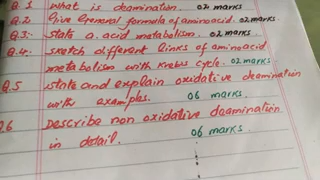 Q.1 What is deamination. 02 marks
Q.2 Give General formula of aminoacid. 02 marks
Q.3:- State a.acid metabolism. 02 marks
Q.4:- Sketch different links of aminoacid
metabolism with Krebs cycle. 02 marks
Q.5 State and explain oxidative deamination
with examples. 06 marks.
Q6 Describe non oxidative deamination
in detail. 06 marks.